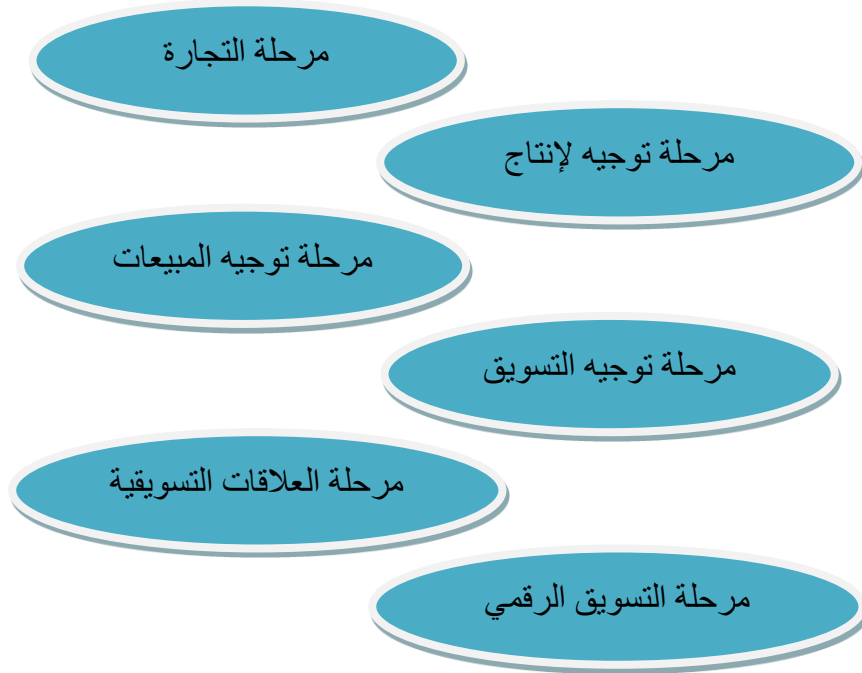 مرحلة التجارة
مرحلة توجيه لإنتاج
مرحلة توجيه المبيعات
مرحلة توجيه التسويق
مرحلة العلاقات التسويقية
مرحلة التسويق الرقمي